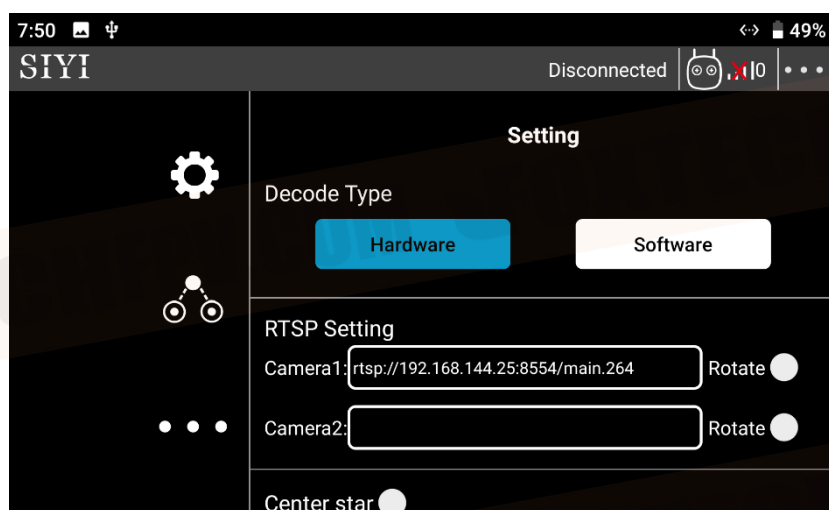 7:50 49%
SIYI Disconnected 0
Setting
Decode Type
Hardware Software
RTSP Setting
Camera1: rtsp://192.168.144.25:8554/main.264 Rotate
Camera2: Rotate
Center star